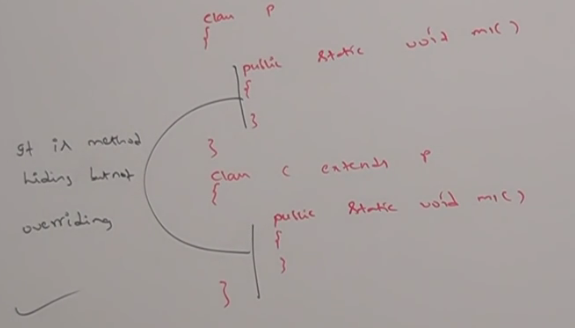 class P
{
public static void m1()
{
}
}
It is method
hiding but not
overriding
class C extends P
{
public static void m1()
{
}
}